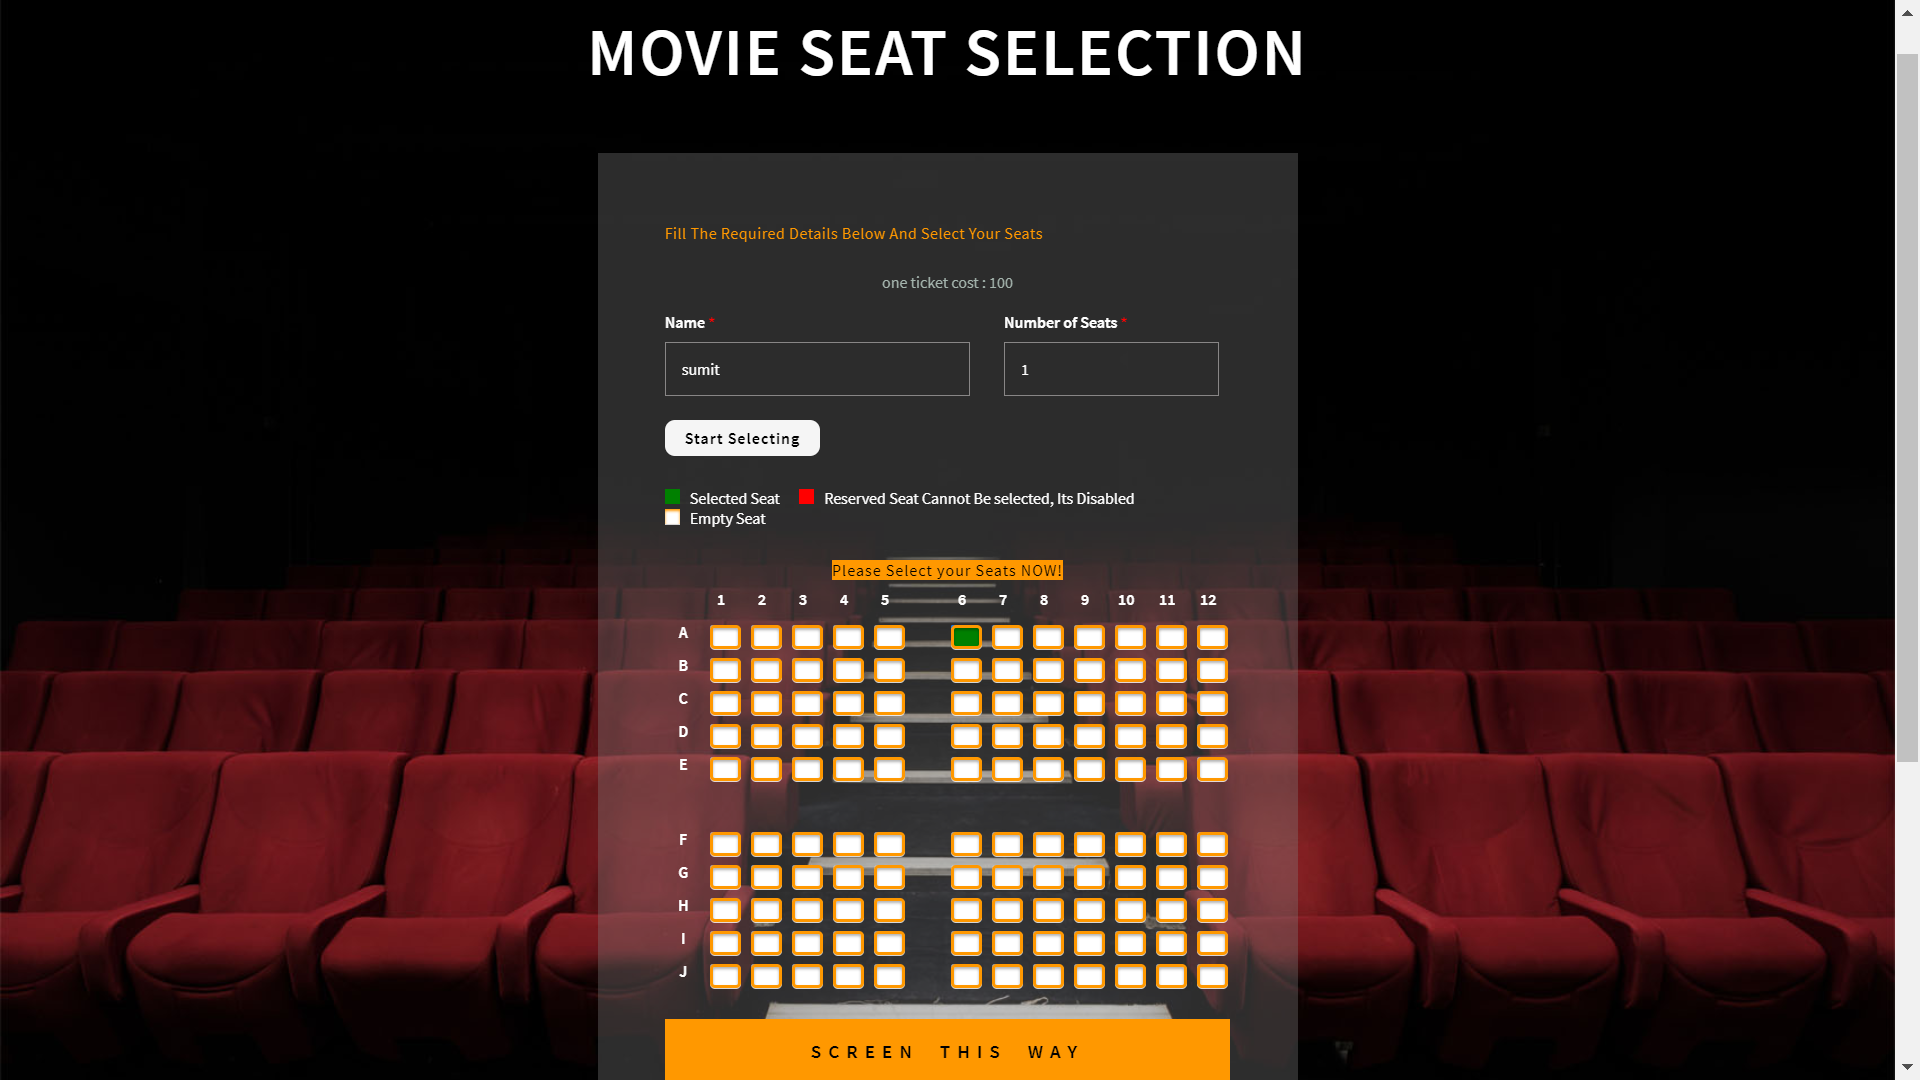 MOVIE SEAT SELECTION
Fill The Required Details Below And Select Your Seats
one ticket cost : 100
Name *
Number of Seats *
sumit
1
Start Selecting
Selected Seat
Reserved Seat Cannot Be selected, Its Disabled
Empty Seat
Please Select your Seats NOW!
1 2 3 4 5 6 7 8 9 10 11 12
A
B
C
D
E
F
G
H
I
J
SCREEN THIS WAY